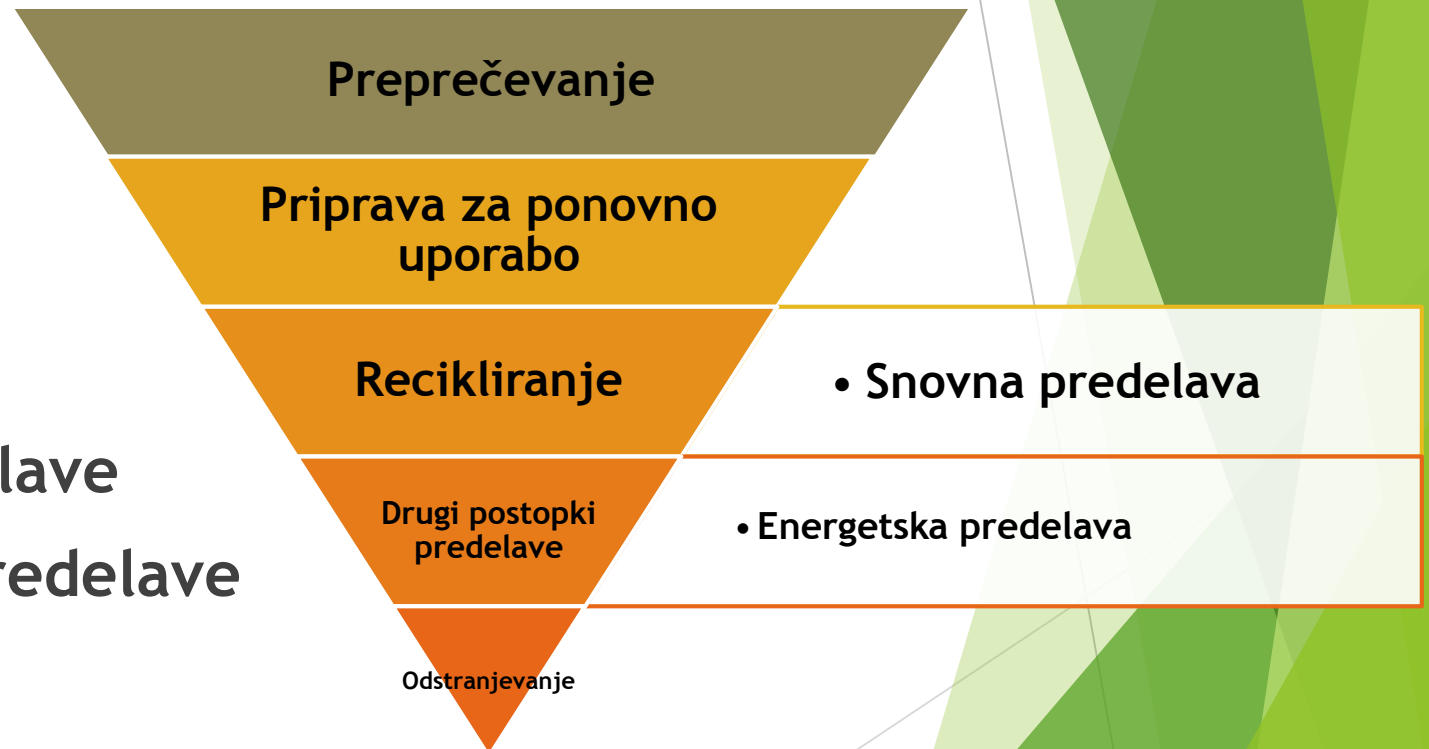 Preprečevanje
Priprava za ponovno
uporabo
Recikliranje
• Snovna predelava
Drugi postopki
predelave
• Energetska predelava
Odstranjevanje
lave
redelave